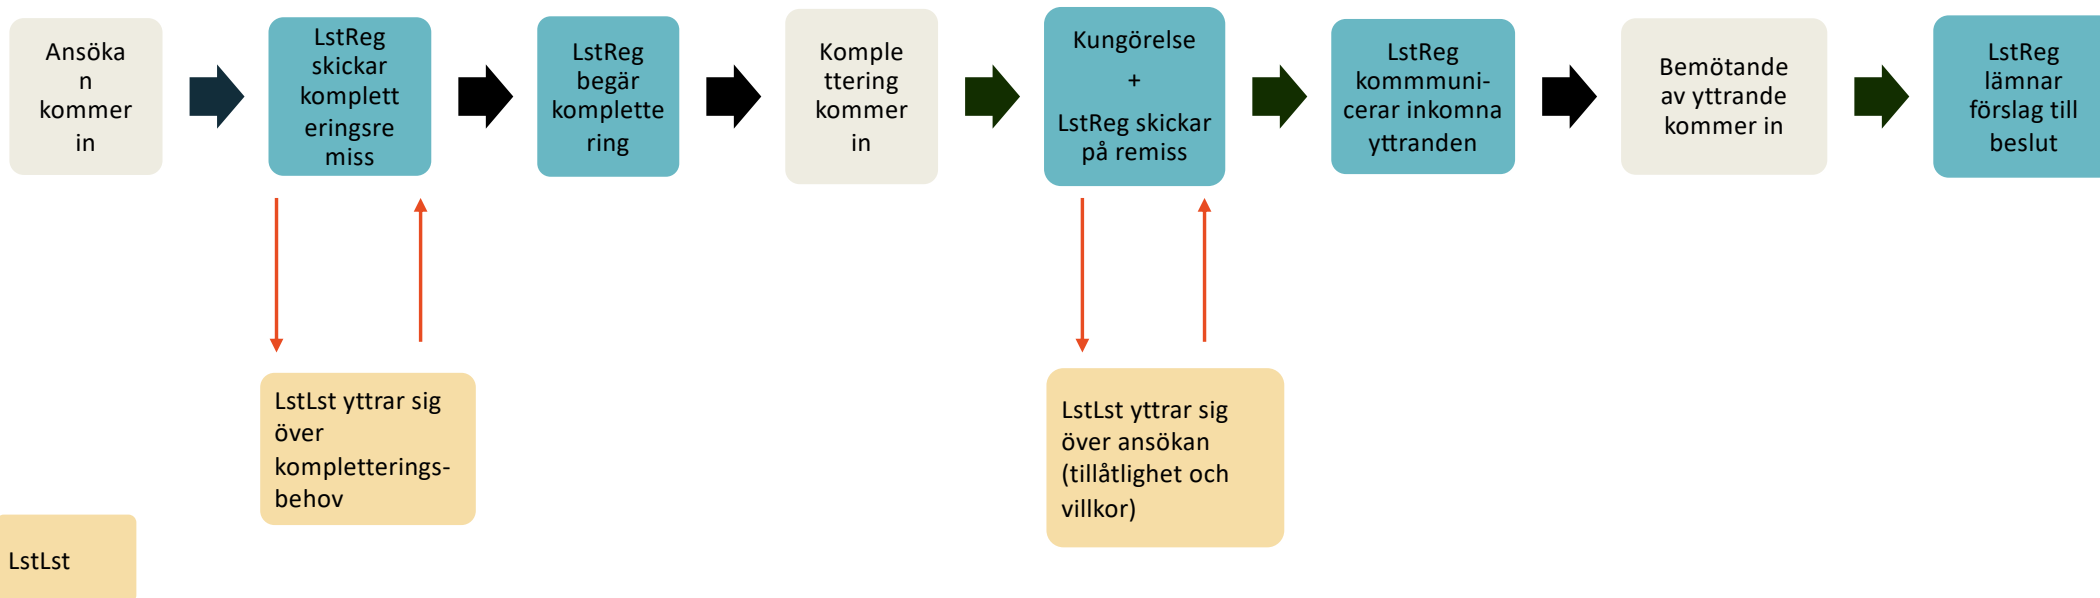 Ansöka
n
kommer
in
LstReg
skickar
komplett
eringsre
miss
LstReg
begär
komplette
ring
Komple
ttering
kommer
in
Kungörelse
+
LstReg skickar
på remiss
LstReg
kommmuni-
cerar inkomna
yttranden
Bemötande
av yttrande
kommer in
LstReg
lämnar
förslag till
beslut
LstLst yttrar sig
över
kompletterings-
behov
LstLst yttrar sig
över ansökan
(tillåtlighet och
villkor)
LstLst